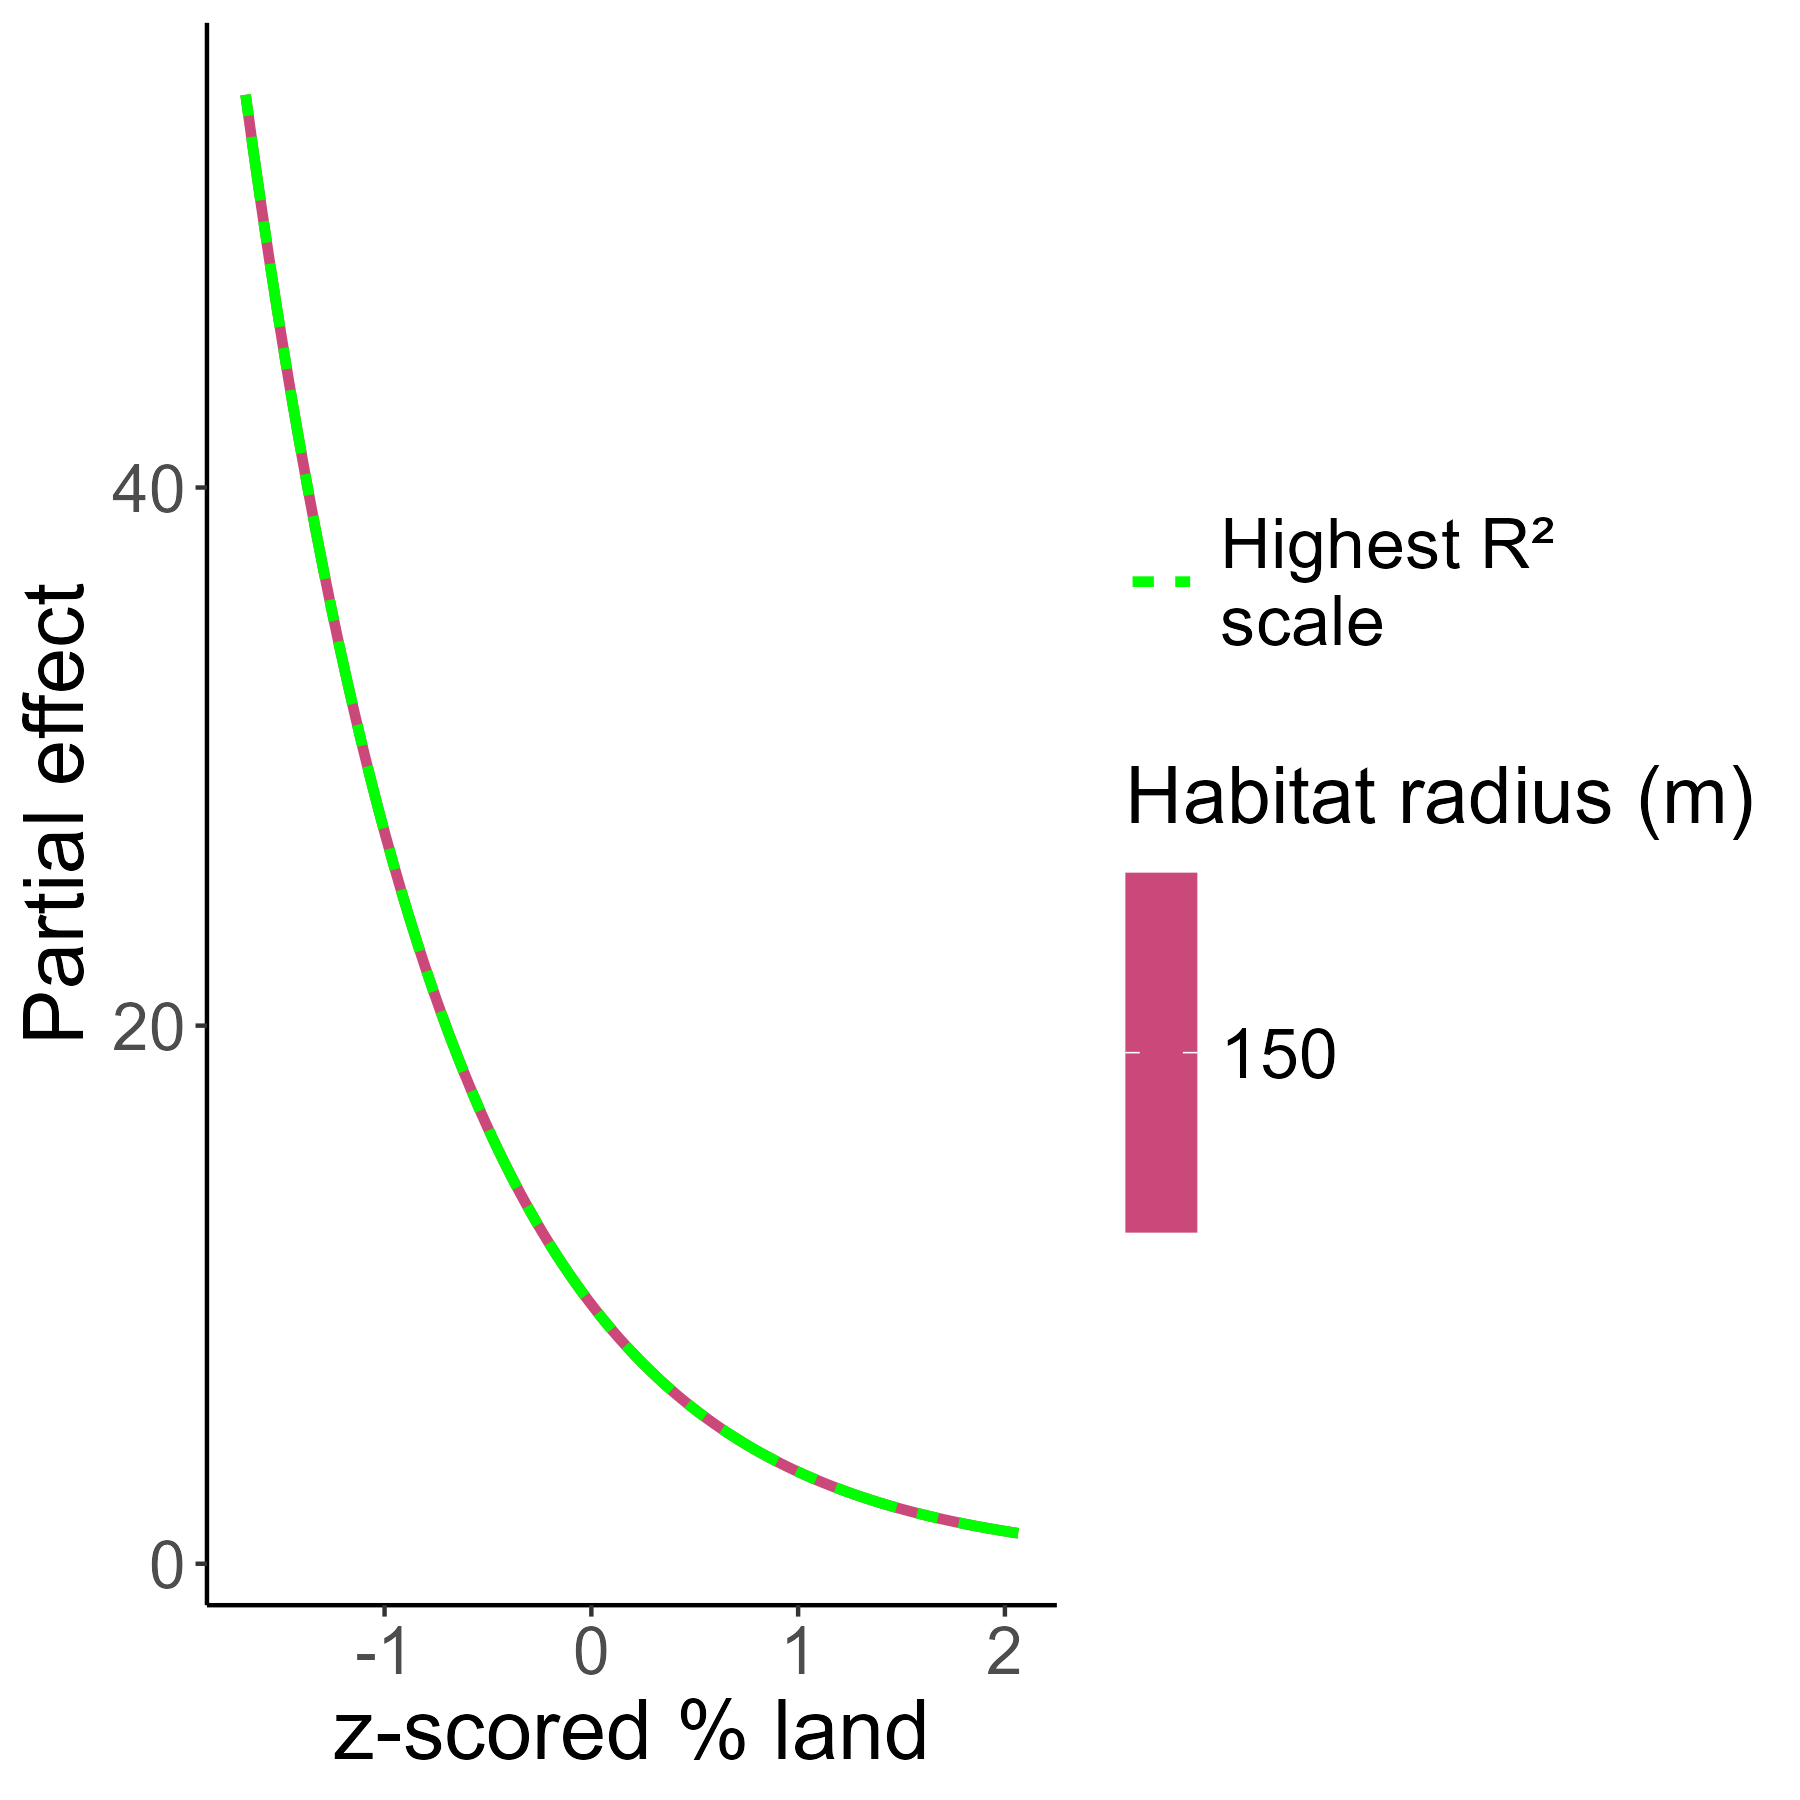 Partial effect
40
20
0
-1 0 1 2
z-scored % land
Highest R²
scale
Habitat radius (m)
150